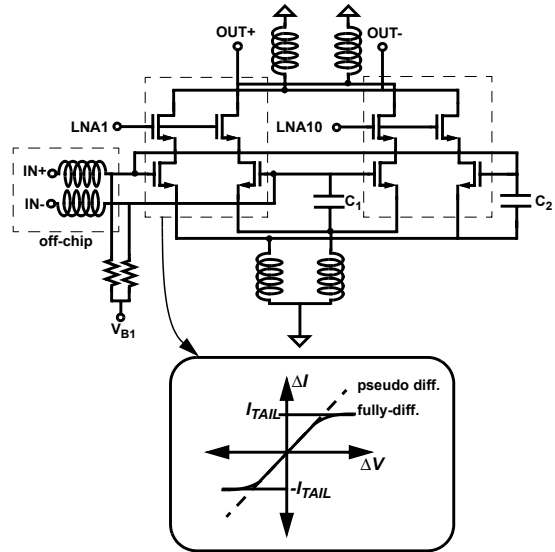 OUT+
OUT-
LNA1
LNA10
IN+
IN-
C1
C2
off-chip
VB1
ΔI
pseudo diff.
ITAIL
fully-diff.
ΔV
-ITAIL